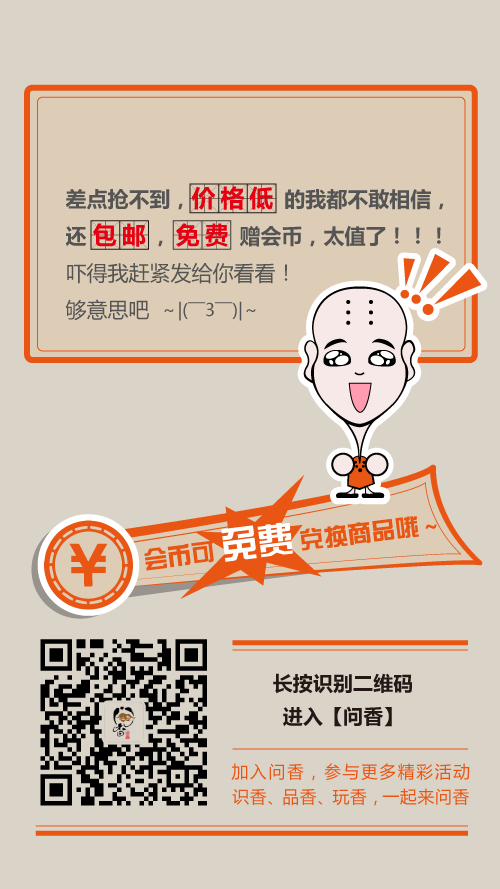 差点抢不到，价格低的我都不敢相信，
还包邮，免费赠会币，太值了！！！
吓得我赶紧发给你看看！
够意思吧 ~|(￣3￣)|~
¥
会币可免费兑换商品哦~
长按识别二维码
进入【问香】
加入问香，参与更多精彩活动
识香、品香、玩香，一起来问香